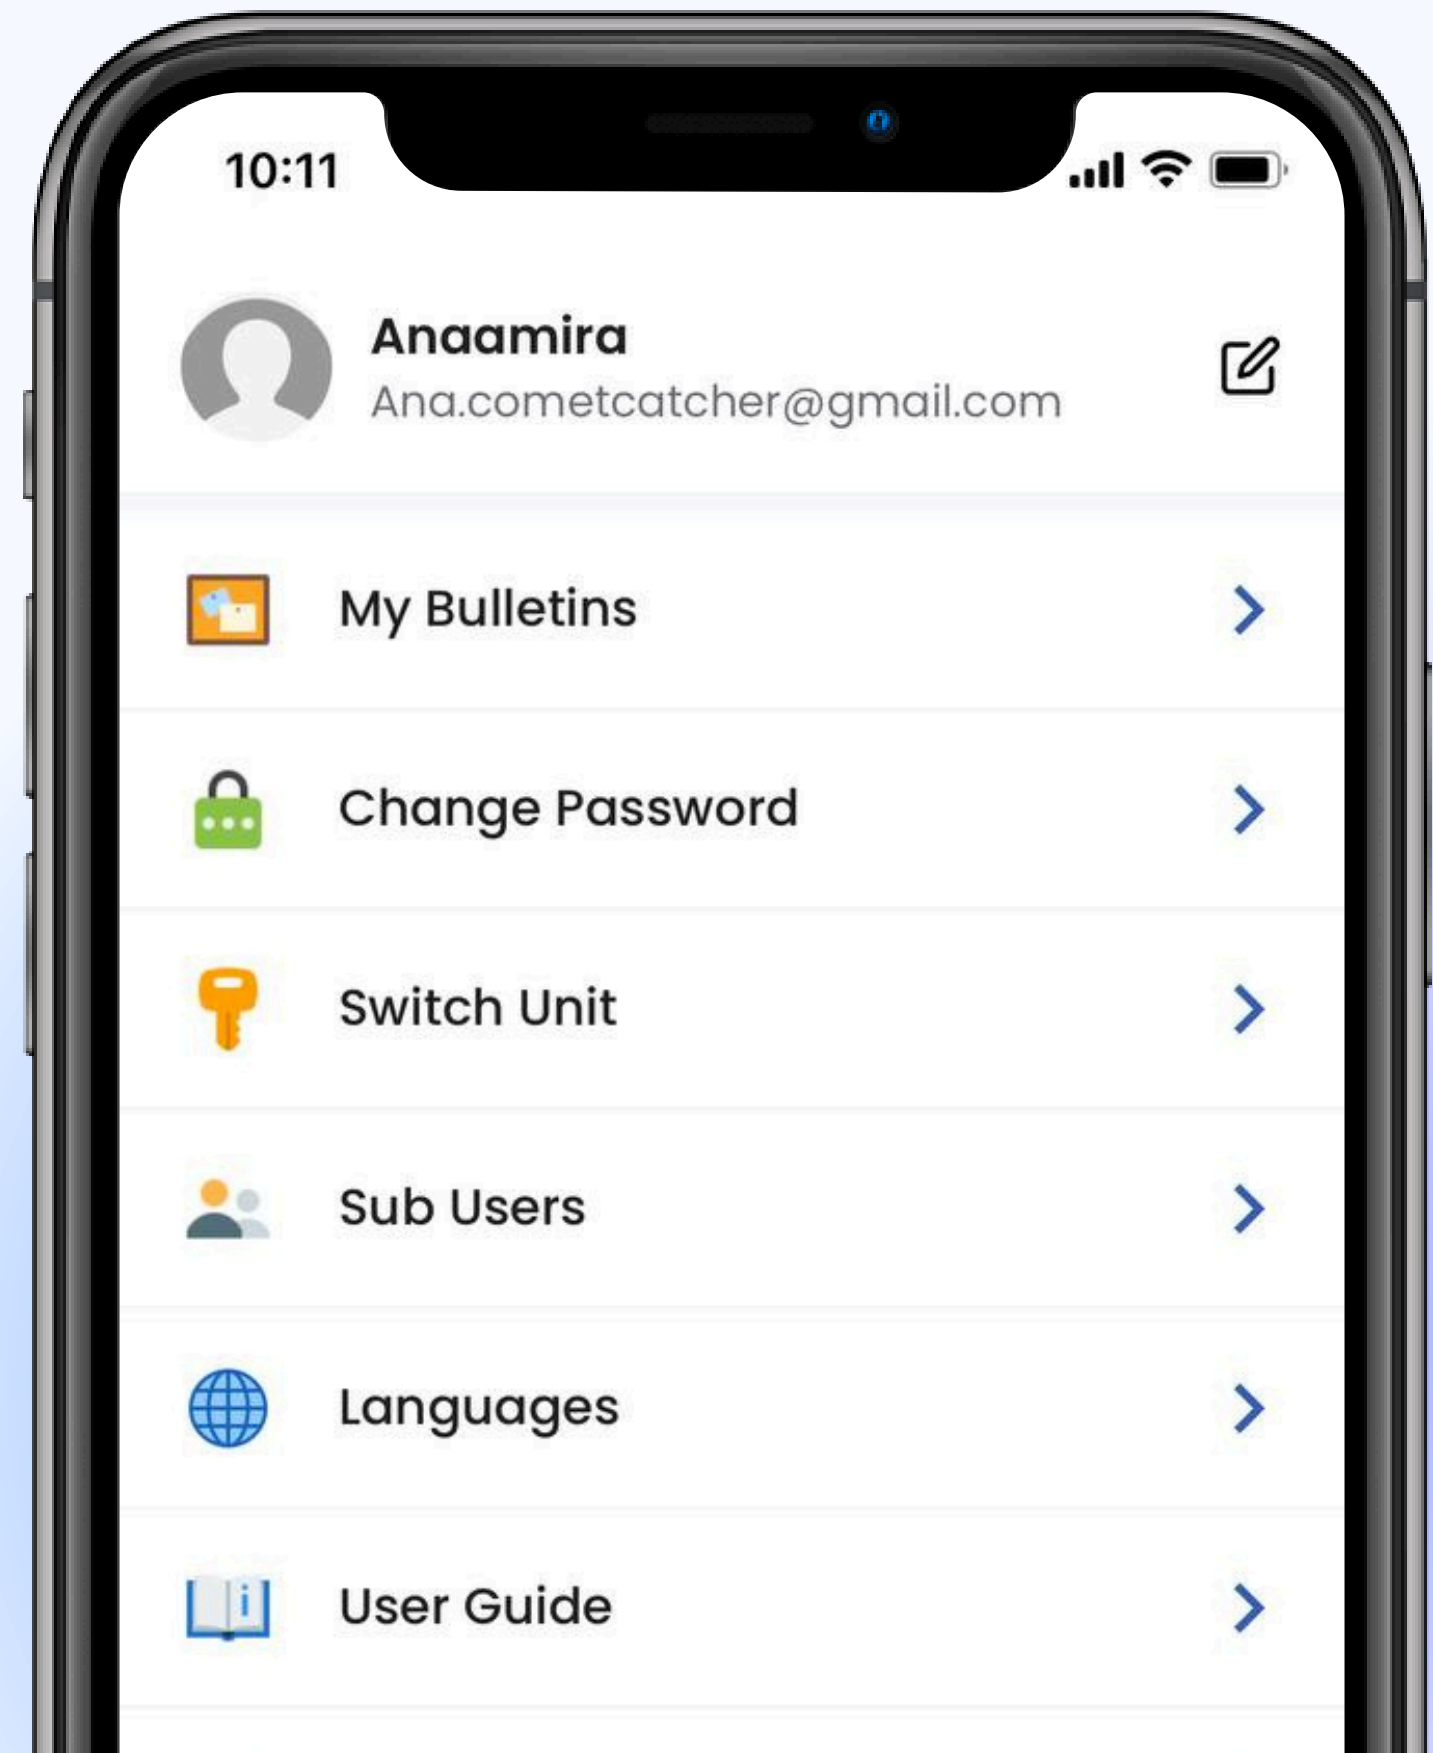 10:11
Anaamira
Ana.cometcatcher@gmail.com
My Bulletins
Change Password
Switch Unit
Sub Users
Languages
User Guide